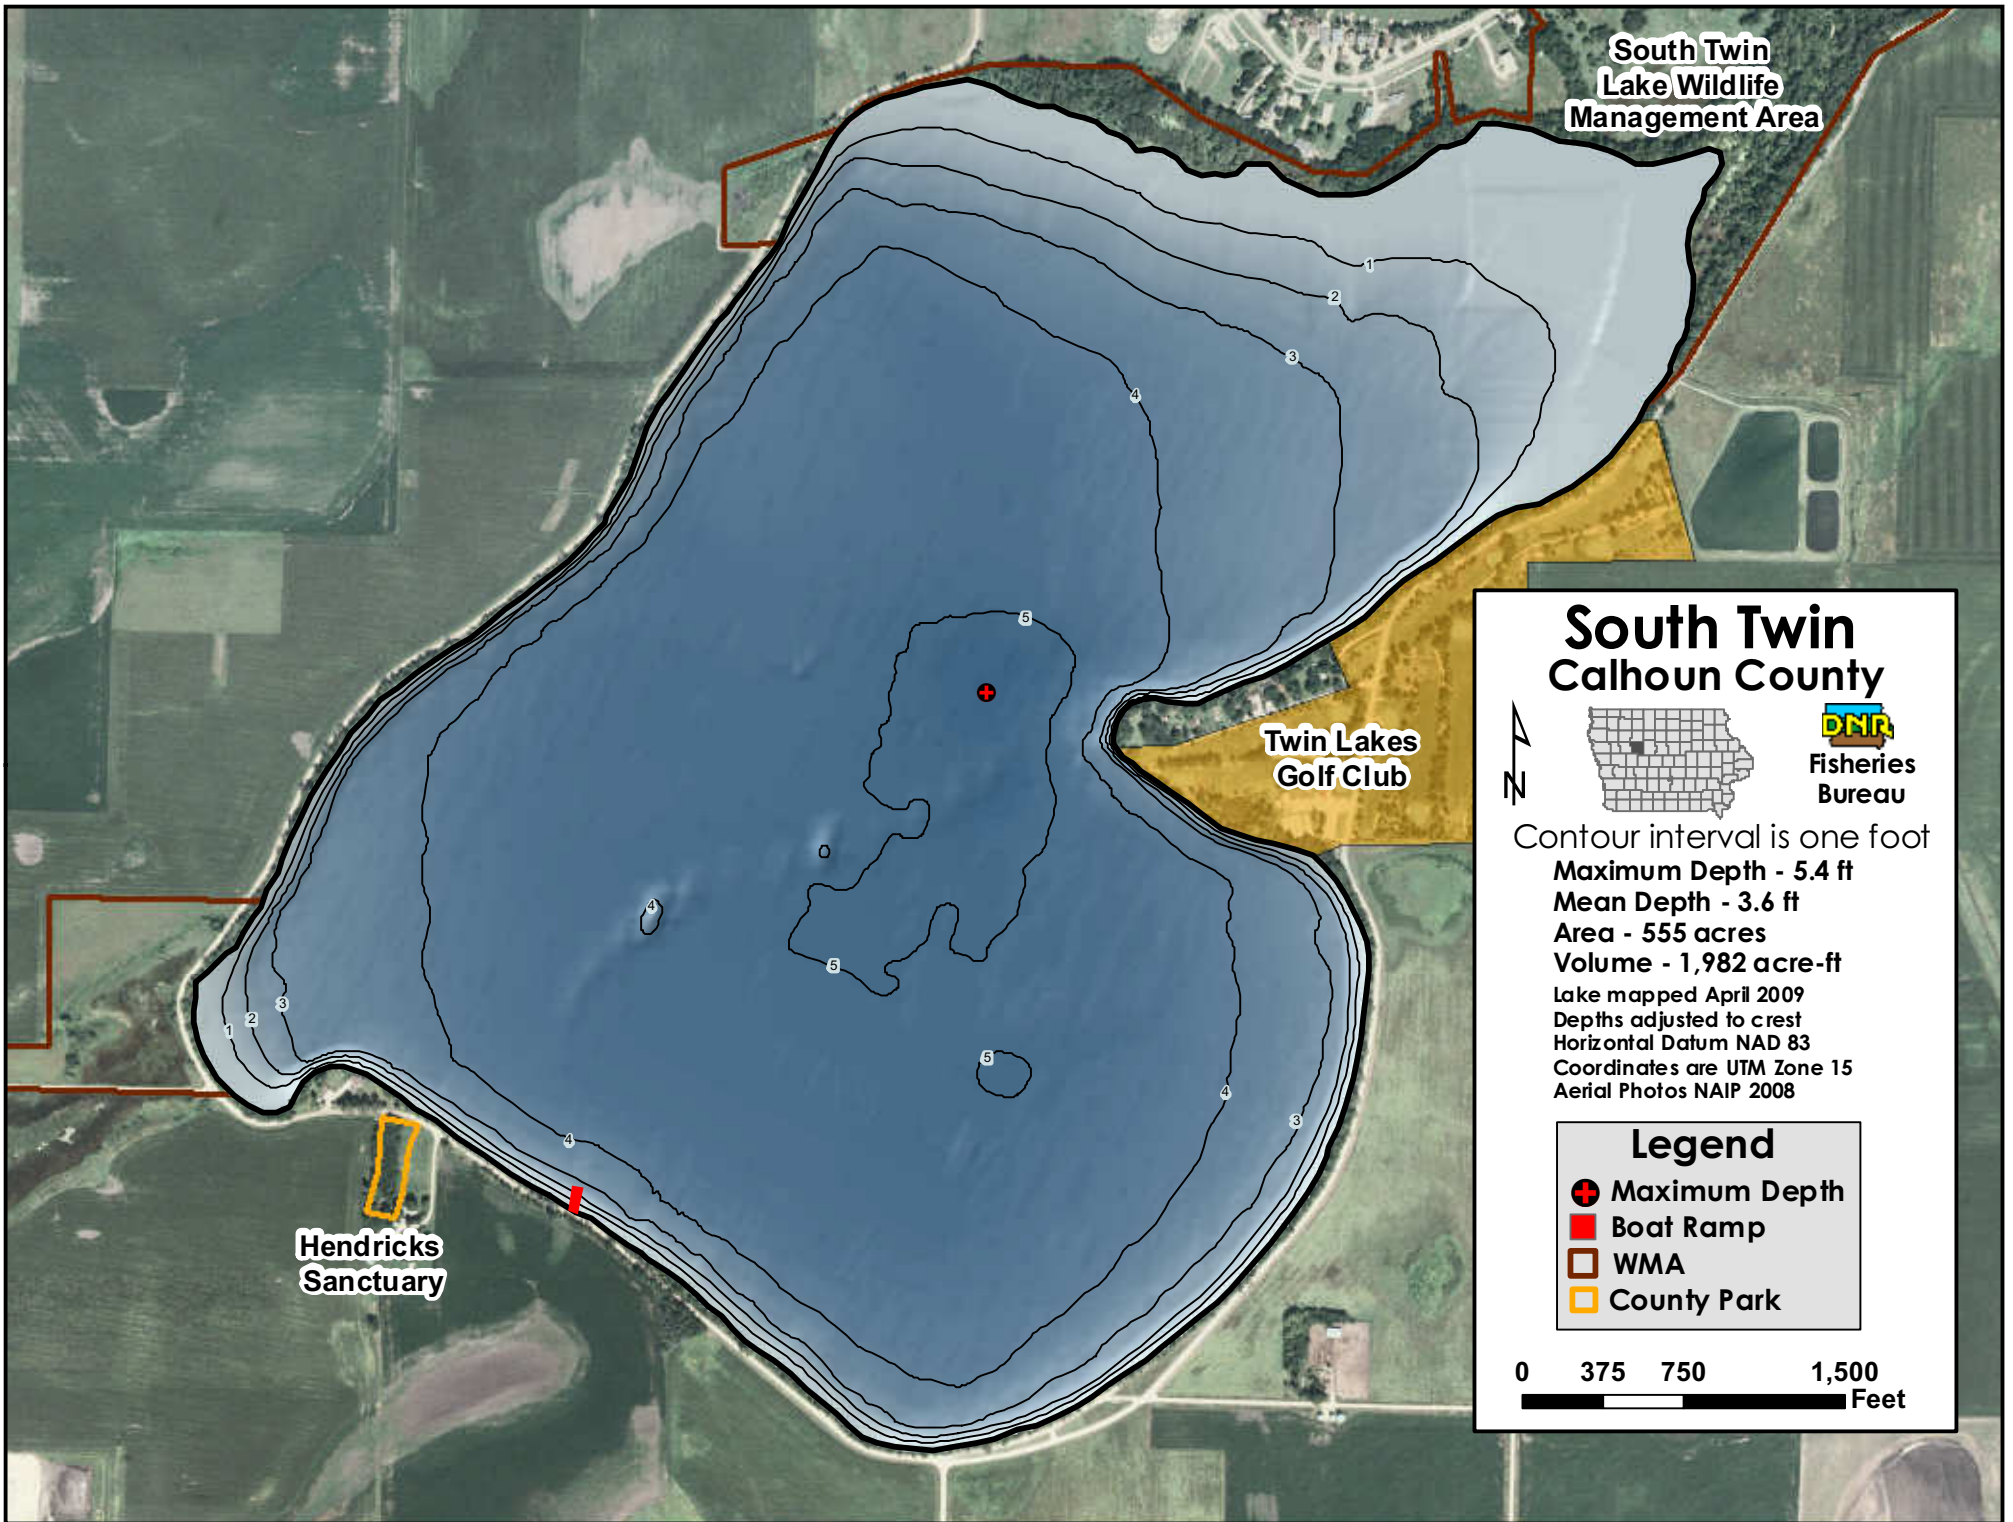 South Twin
Lake Wildlife
Management Area
1
2
3
4
5
4
5
5
3
2
1
4
4
3
Twin Lakes
Golf Club
Hendricks
Sanctuary
South Twin
Calhoun County
N
DNR
Fisheries
Bureau
Contour interval is one foot
Maximum Depth - 5.4 ft
Mean Depth - 3.6 ft
Area - 555 acres
Volume - 1,982 acre-ft
Lake mapped April 2009
Depths adjusted to crest
Horizontal Datum NAD 83
Coordinates are UTM Zone 15
Aerial Photos NAIP 2008
Legend
Maximum Depth
Boat Ramp
WMA
County Park
0 375 750 1,500
Feet